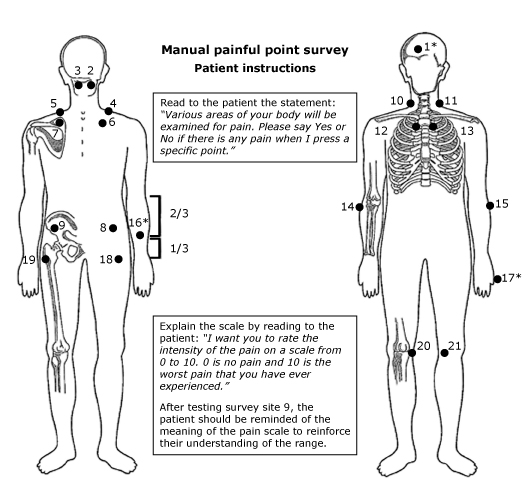 Manual painful point survey
Patient instructions
Read to the patient the statement:
"Various areas of your body will be
examined for pain. Please say Yes or
No if there is any pain when I press a
specific point."
Explain the scale by reading to the
patient: "I want you to rate the
intensity of the pain on a scale from
0 to 10. 0 is no pain and 10 is the
worst pain that you have ever
experienced."
After testing survey site 9, the
patient should be reminded of the
meaning of the pain scale to reinforce
their understanding of the range.
3 2
5
4
7
6
9
8
16*
2/3
1/3
19
18
1*
10
11
12
13
14
15
17*
20
21